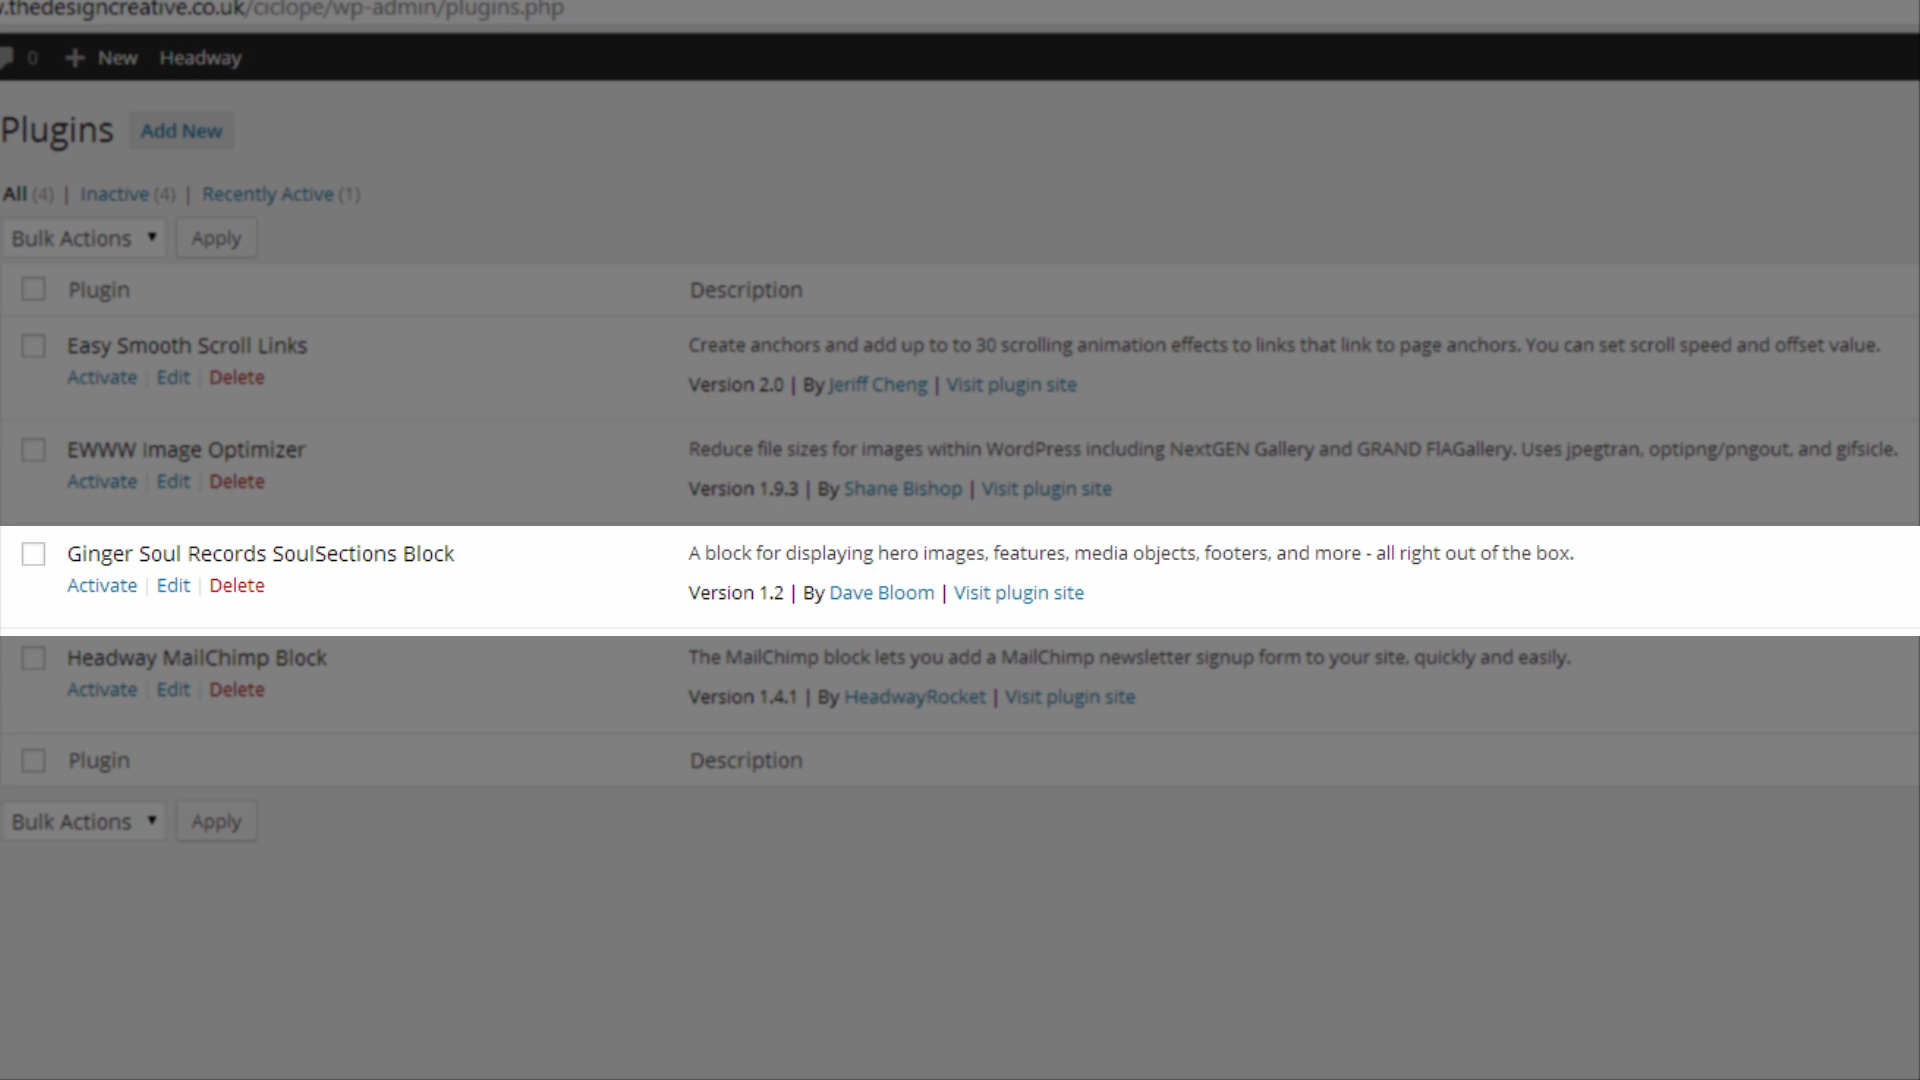 .thedesigncreative.co.uk/ciclope/wp-admin/plugins.php
0 New Headway
Plugins Add New
All (4) | Inactive (4) | Recently Active (1)
Bulk Actions Apply
Plugin Description
Easy Smooth Scroll Links Create anchors and add up to to 30 scrolling animation effects to links that link to page anchors. You can set scroll speed and offset value.
Activate | Edit | Delete Version 2.0 | By Jeriff Cheng | Visit plugin site
EWWW Image Optimizer Reduce file sizes for images within WordPress including NextGEN Gallery and GRAND FlAGallery. Uses jpegtran, optipng/pngout, and gifsicle.
Activate | Edit | Delete Version 1.9.3 | By Shane Bishop | Visit plugin site
Ginger Soul Records SoulSections Block A block for displaying hero images, features, media objects, footers, and more - all right out of the box.
Activate | Edit | Delete Version 1.2 | By Dave Bloom | Visit plugin site
Headway MailChimp Block The MailChimp block lets you add a MailChimp newsletter signup form to your site, quickly and easily.
Activate | Edit | Delete Version 1.4.1 | By HeadwayRocket | Visit plugin site
Plugin Description
Bulk Actions Apply